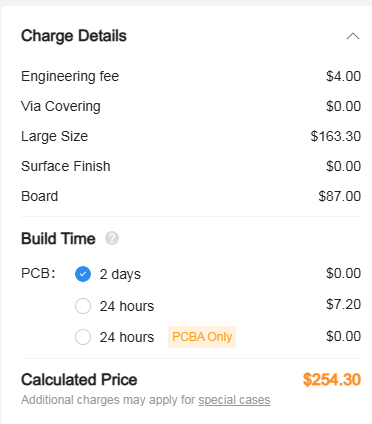 Charge Details
Engineering fee $4.00
Via Covering $0.00
Large Size $163.30
Surface Finish $0.00
Board $87.00
Build Time ?
PCB: 2 days $0.00
24 hours $7.20
24 hours PCBA Only $0.00
Calculated Price $254.30
Additional charges may apply for special cases